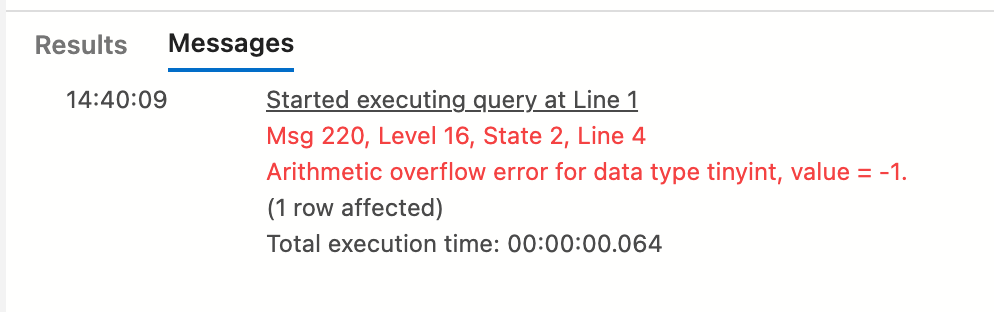 Results Messages
14:40:09 Started executing query at Line 1
Msg 220, Level 16, State 2, Line 4
Arithmetic overflow error for data type tinyint, value = -1.
(1 row affected)
Total execution time: 00:00:00.064